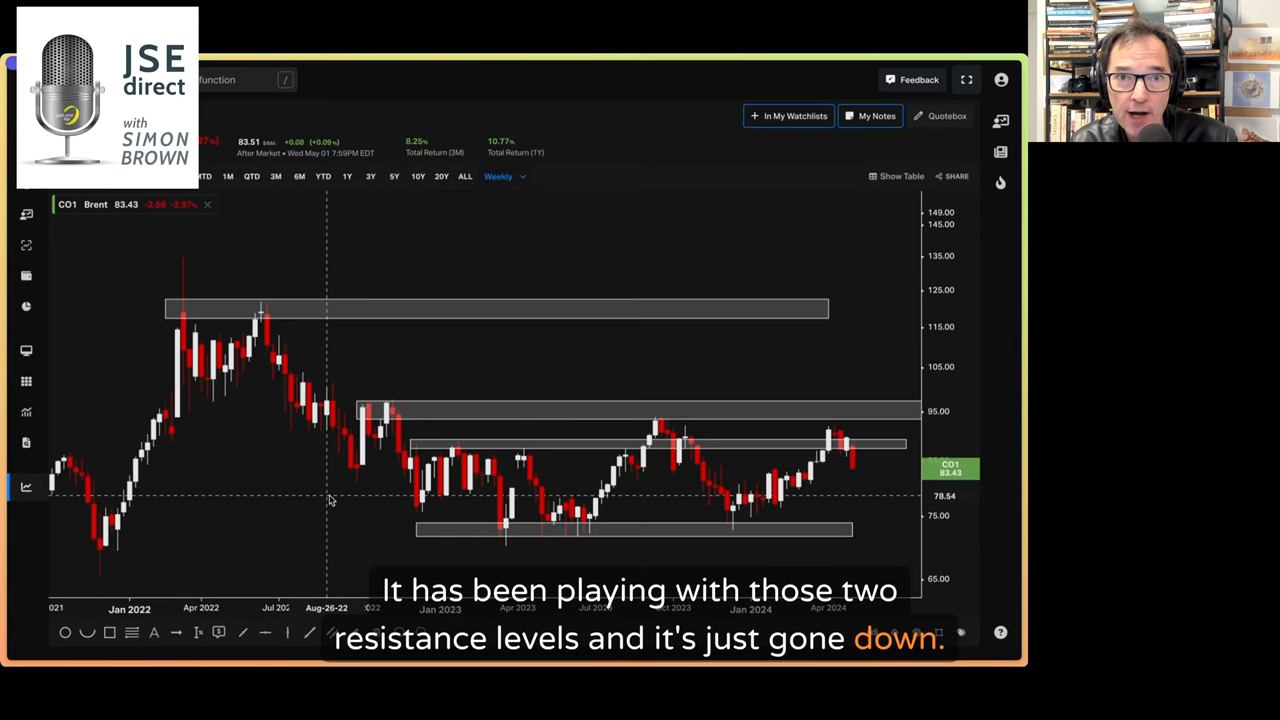 JSE
direct
with
SIMON
BROWN
function
/
Feedback
In My Watchlists
My Notes
Quotebox
83.51 +0.08 (+0.09%)
After Market • Wed May 01 7:59PM EDT
8.25%
Total Return (3M)
10.77%
Total Return (1Y)
MTD 1M QTD 3M 6M YTD 1Y 3Y 5Y 10Y 20Y ALL Weekly
Show Table
SHARE
CO1 Brent 83.43 -2.56 -2.97%
149.00
145.00
135.00
125.00
115.00
105.00
95.00
CO1
83.43
78.54
75.00
65.00
Jan 2022 Apr 2022 Jul 202 Aug-26-22 Jan 2023 Apr 2023 Jul 2023 Oct 2023 Jan 2024 Apr 2024
It has been playing with those two
resistance levels and it's just gone down.